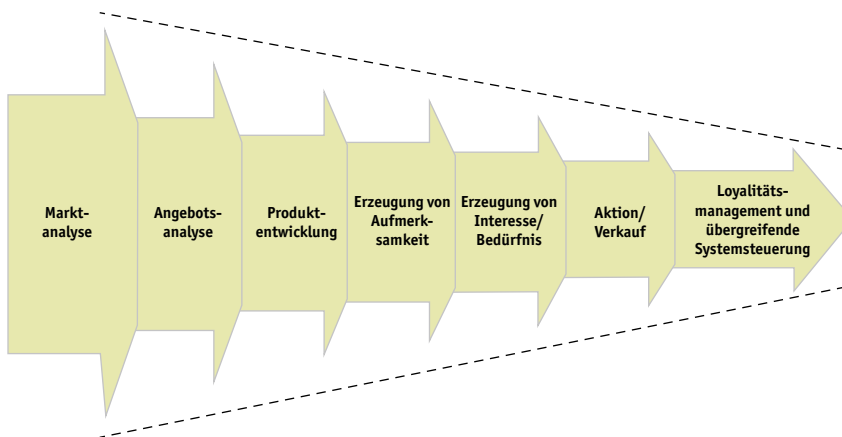 Markt-
analyse
Angebots-
analyse
Produkt-
entwicklung
Erzeugung von
Aufmerk-
samkeit
Erzeugung von
Interesse/
Bedürfnis
Aktion/
Verkauf
Loyalitäts-
management und
übergreifende
Systemsteuerung